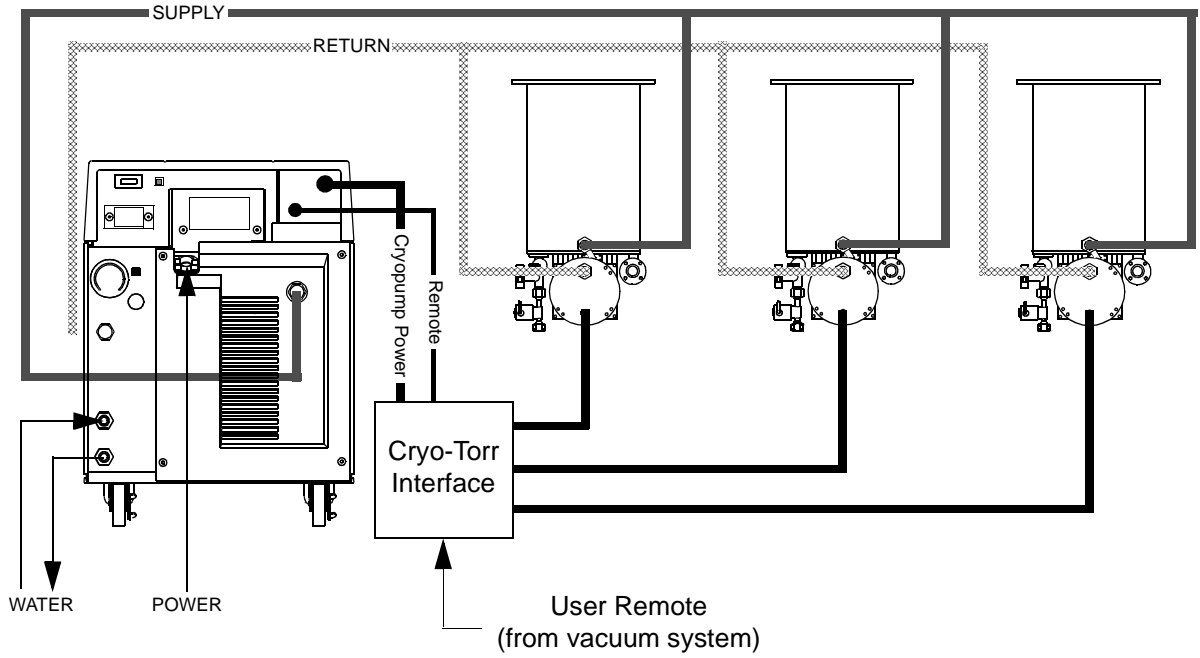 SUPPLY
RETURN
Cryopump Power
Remote
Cryo-Torr
Interface
WATER
POWER
User Remote
(from vacuum system)